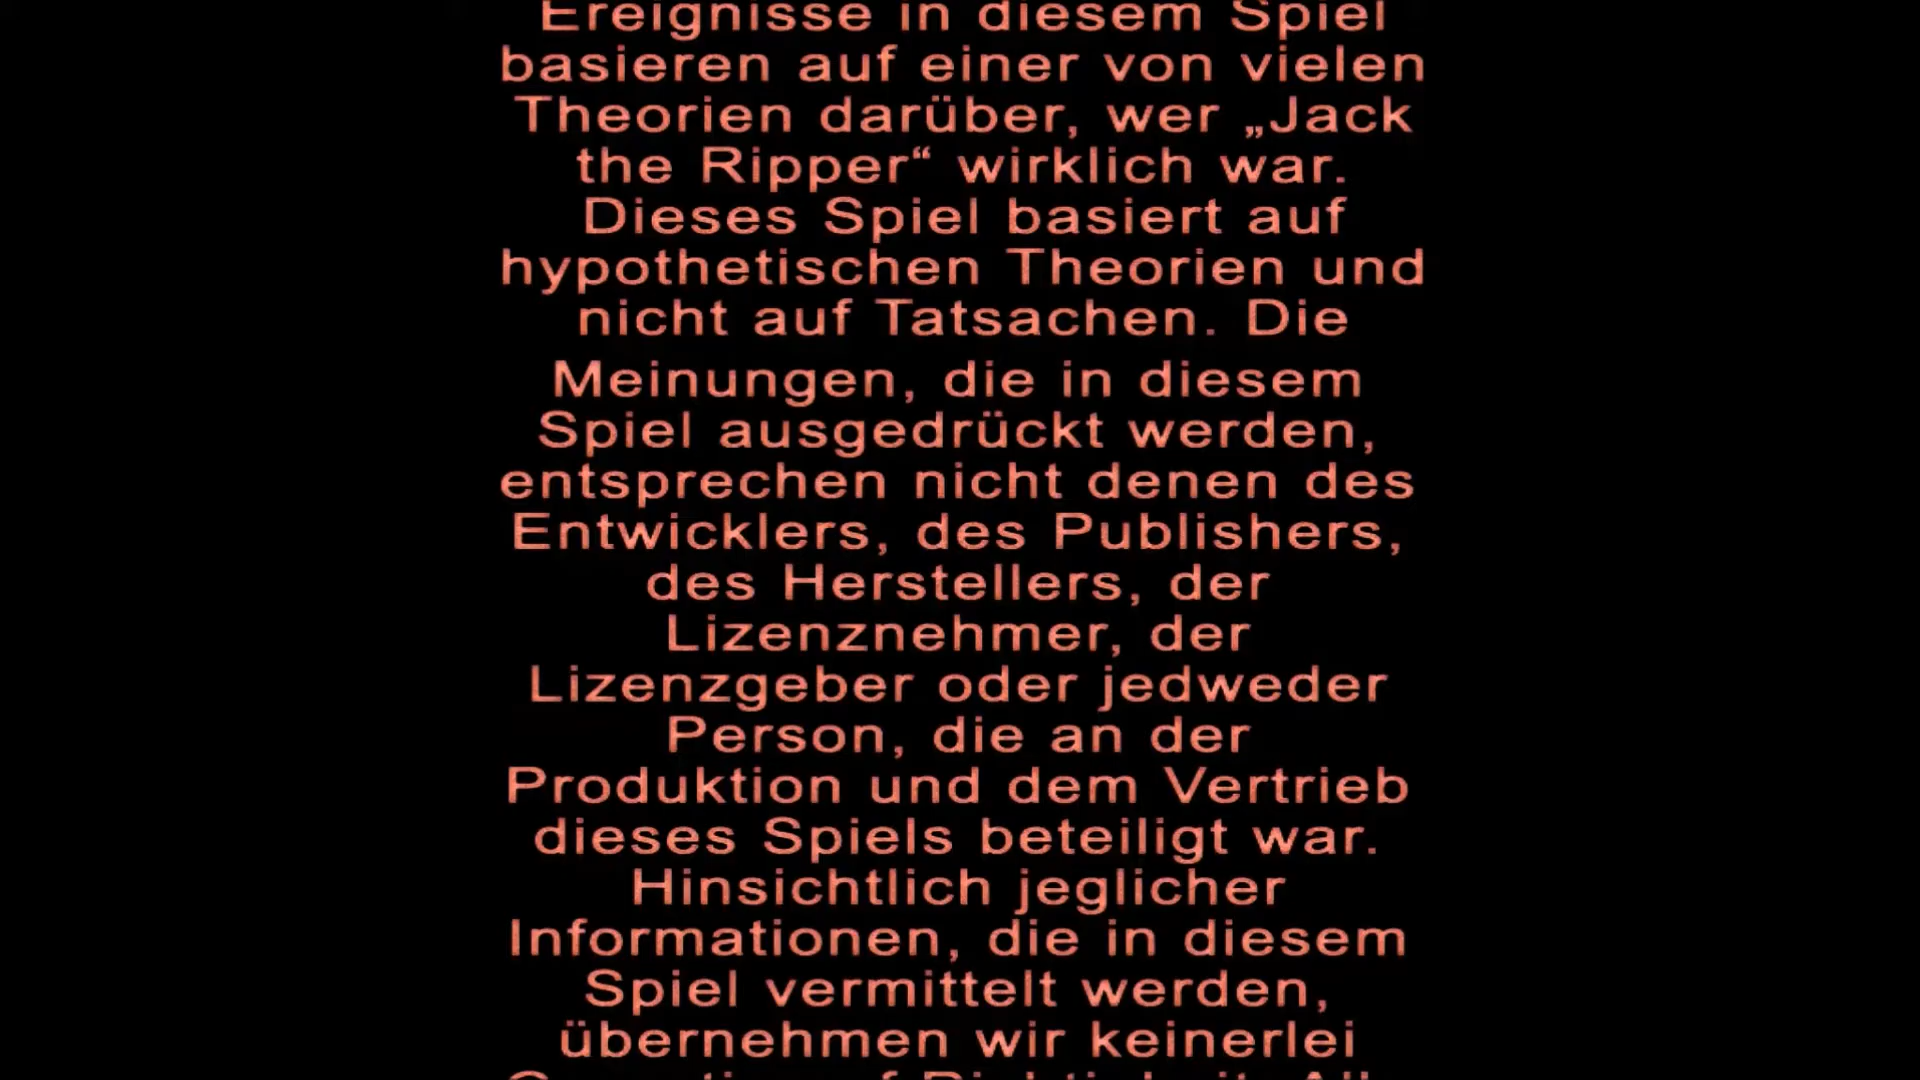 Ereignisse in diesem Spiel
basieren auf einer von vielen
Theorien darüber, wer „Jack
the Ripper“ wirklich war.
Dieses Spiel basiert auf
hypothetischen Theorien und
nicht auf Tatsachen. Die
Meinungen, die in diesem
Spiel ausgedrückt werden,
entsprechen nicht denen des
Entwicklers, des Publishers,
des Herstellers, der
Lizenznehmer, der
Lizenzgeber oder jedweder
Person, die an der
Produktion und dem Vertrieb
dieses Spiels beteiligt war.
Hinsichtlich jeglicher
Informationen, die in diesem
Spiel vermittelt werden,
übernehmen wir keinerlei